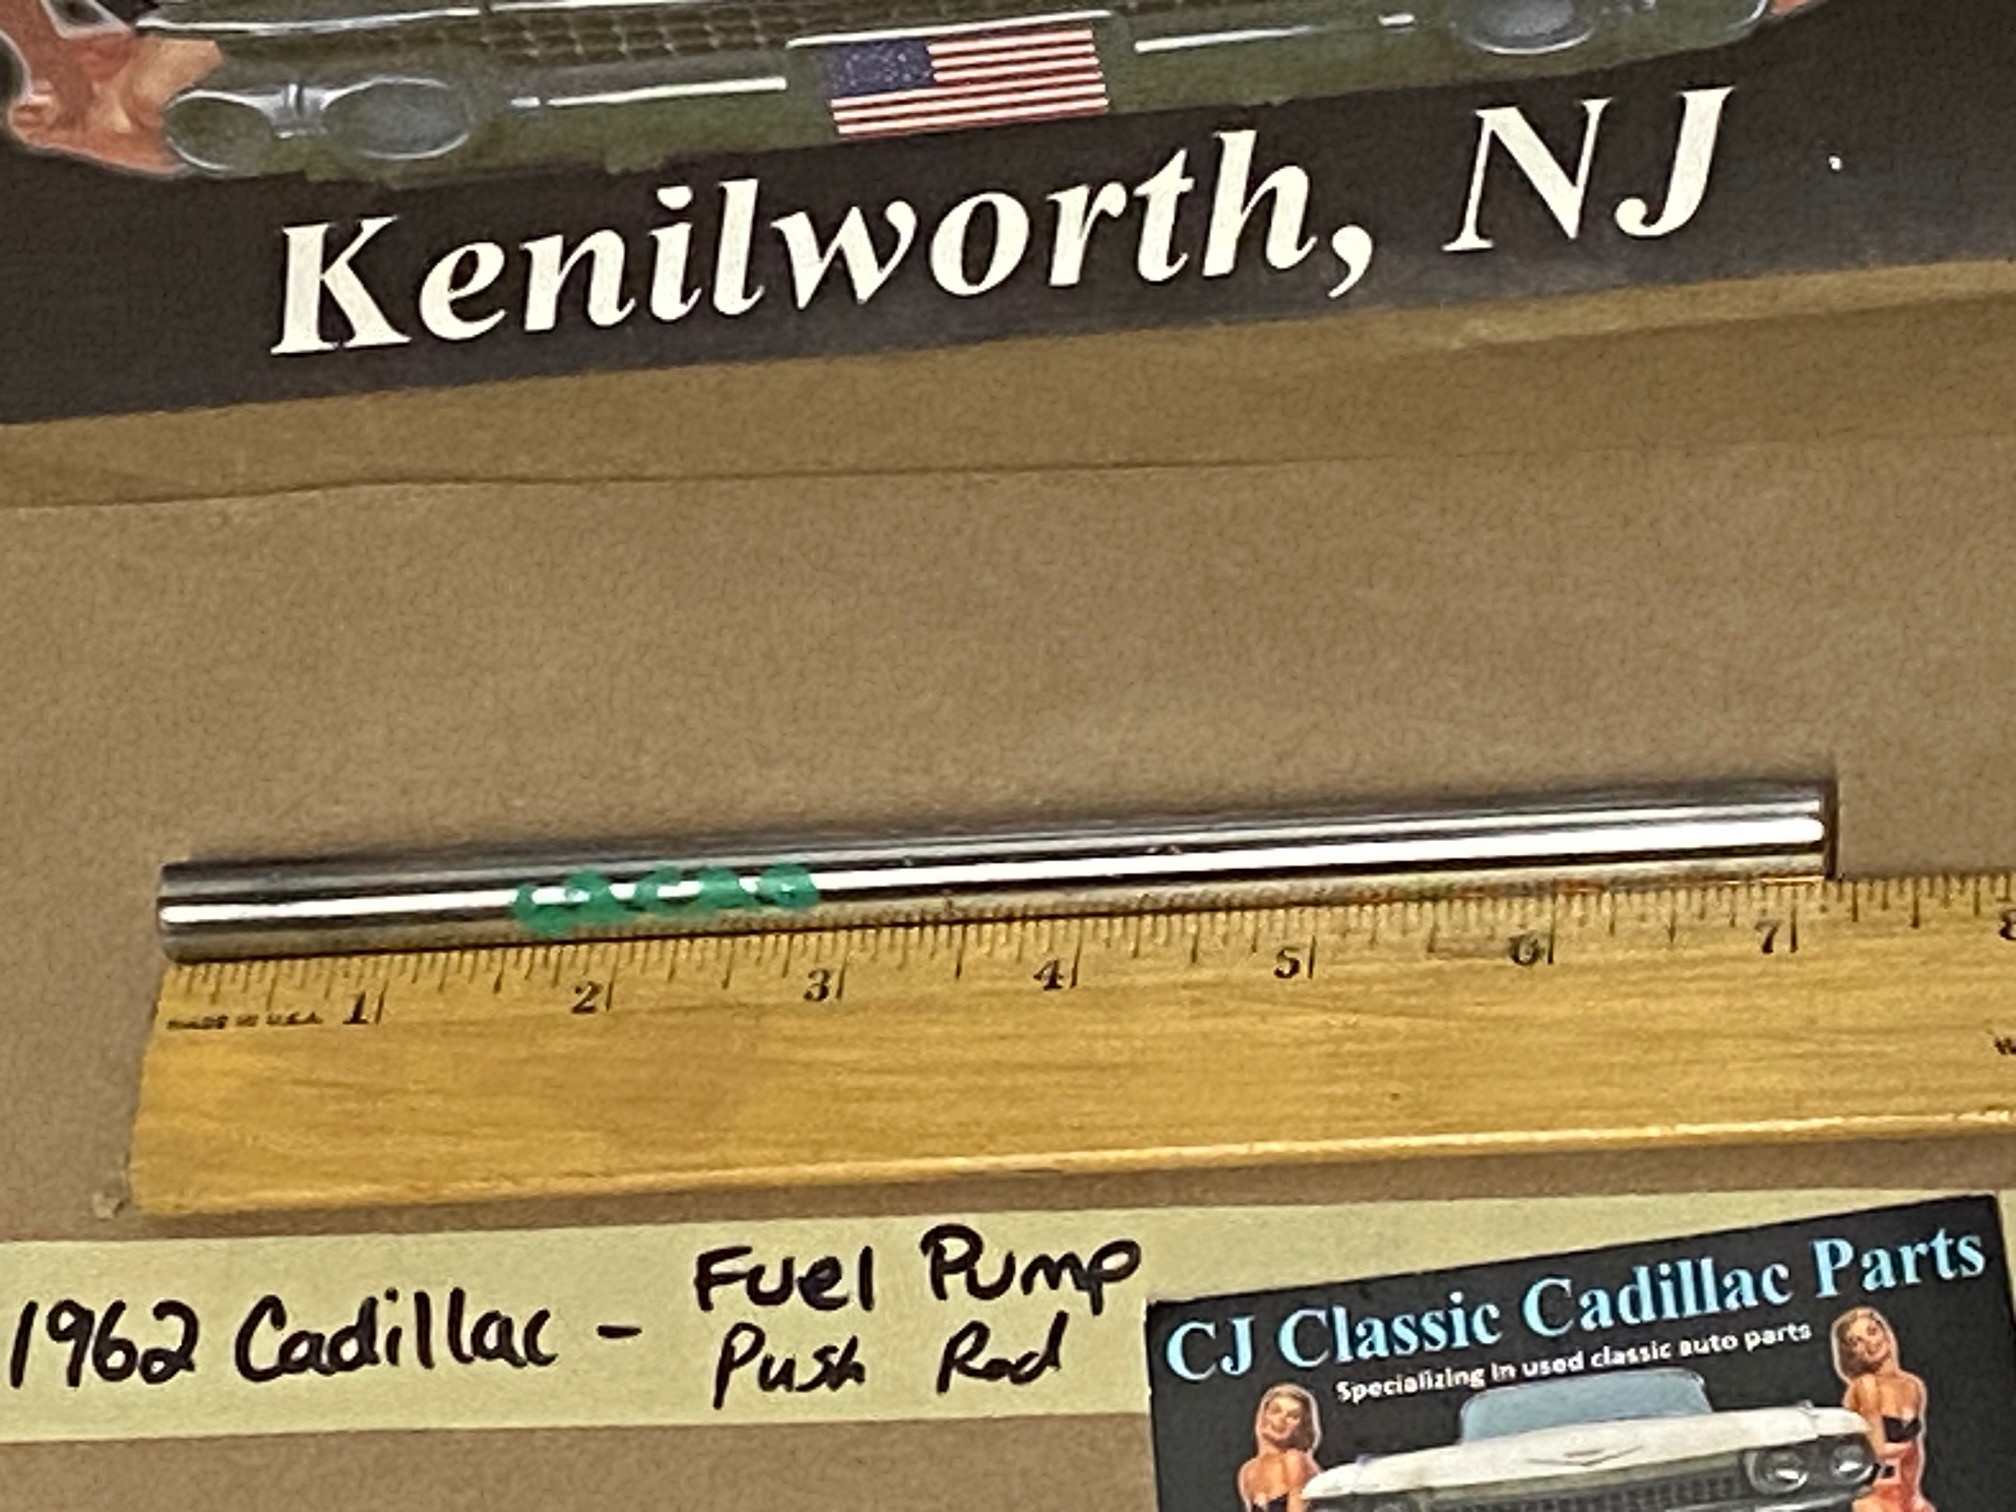 Kenilworth, NJ
1 2 3 4 5 6 7 8
MADE IN U.S.A.
1962 Cadillac - Fuel Pump
Push Rod
CJ Classic Cadillac Parts
Specializing in used classic auto parts